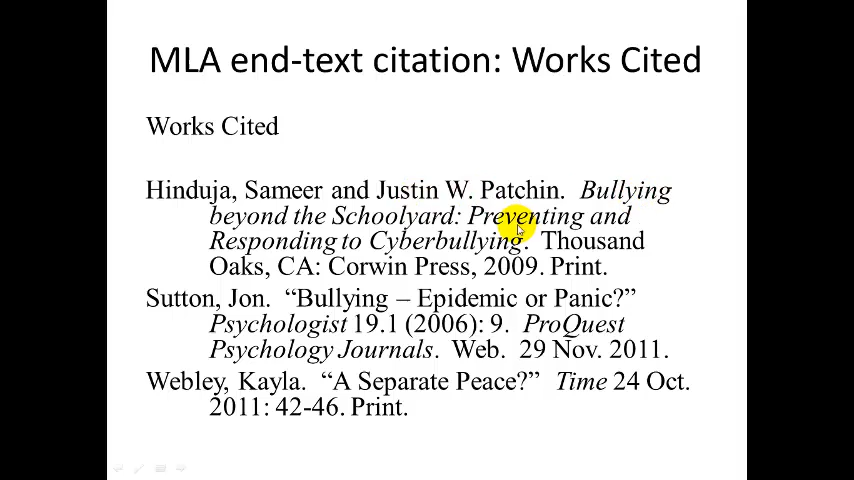 MLA end-text citation: Works Cited
Works Cited
Hinduja, Sameer and Justin W. Patchin.  Bullying
beyond the Schoolyard: Preventing and
Responding to Cyberbullying.  Thousand
Oaks, CA: Corwin Press, 2009. Print.
Sutton, Jon.  “Bullying – Epidemic or Panic?”
Psychologist 19.1 (2006): 9.  ProQuest
Psychology Journals.  Web.  29 Nov. 2011.
Webley, Kayla.  “A Separate Peace?”  Time 24 Oct.
2011: 42-46. Print.